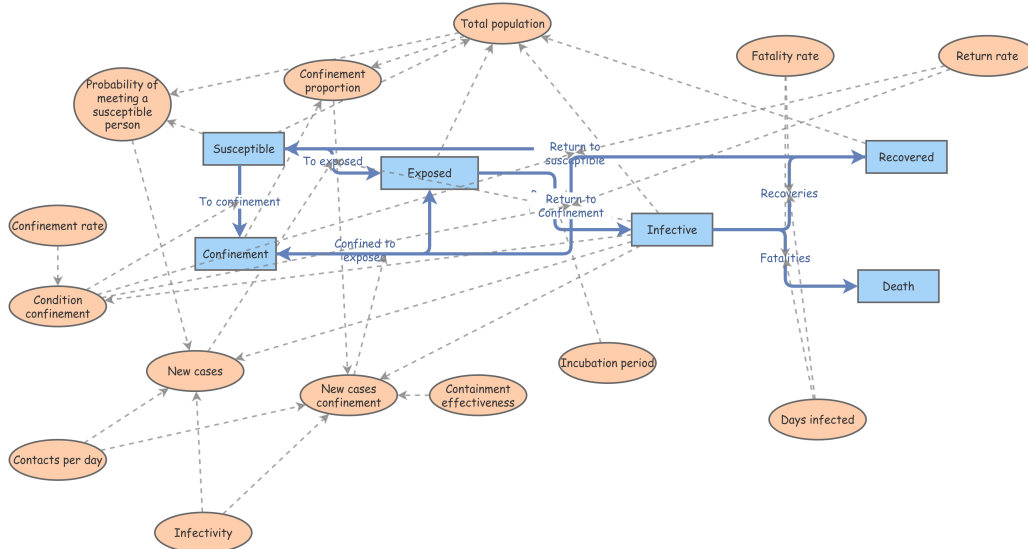 Total population
Fatality rate
Return rate
Confinement
proportion
Probability of
meeting a
susceptible
person
Susceptible
Return to
susceptible
Recovered
To exposed
Exposed
Recoveries
To confinement
Return to
Confinement
Confinement rate
Infective
Confinement
Confined to
exposed
Fatalities
Death
Condition
confinement
New cases
Incubation period
New cases
confinement
Containment
effectiveness
Days infected
Contacts per day
Infectivity